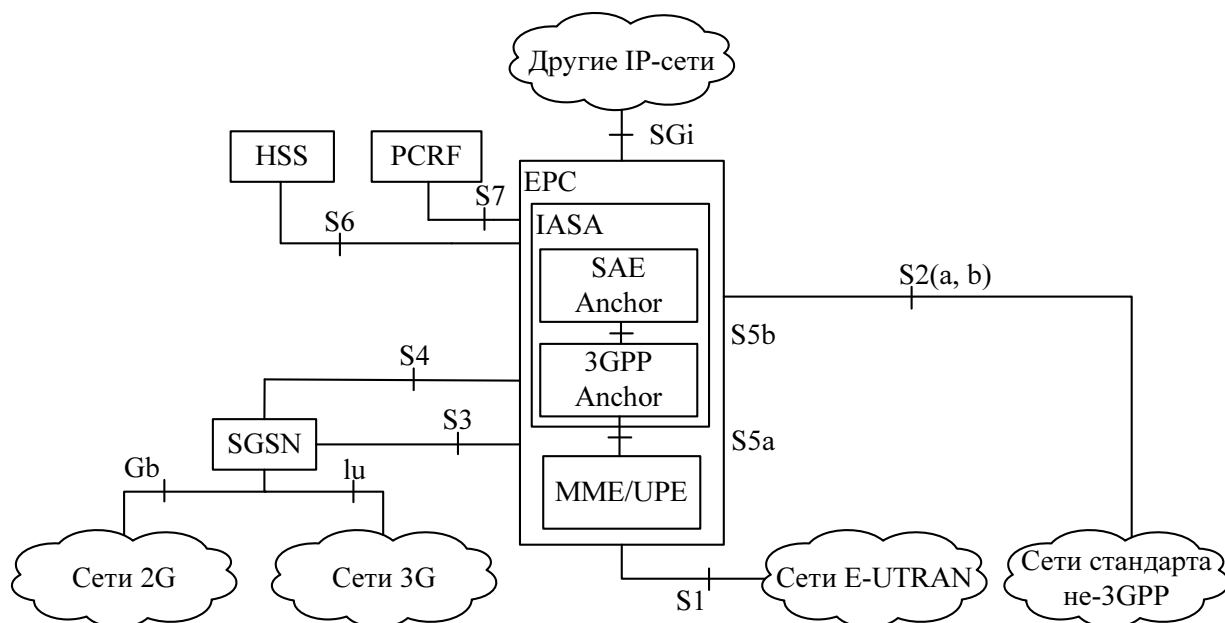 Другие IP-сети
SGi
HSS
PCRF
EPC
S7
S6
IASA
SAE
Anchor
S2(a, b)
S5b
3GPP
Anchor
S4
S3
SGSN
S5a
Gb
lu
MME/UPE
Сети 2G
Сети 3G
S1
Сети E-UTRAN
Сети стандарта
не-3GPP